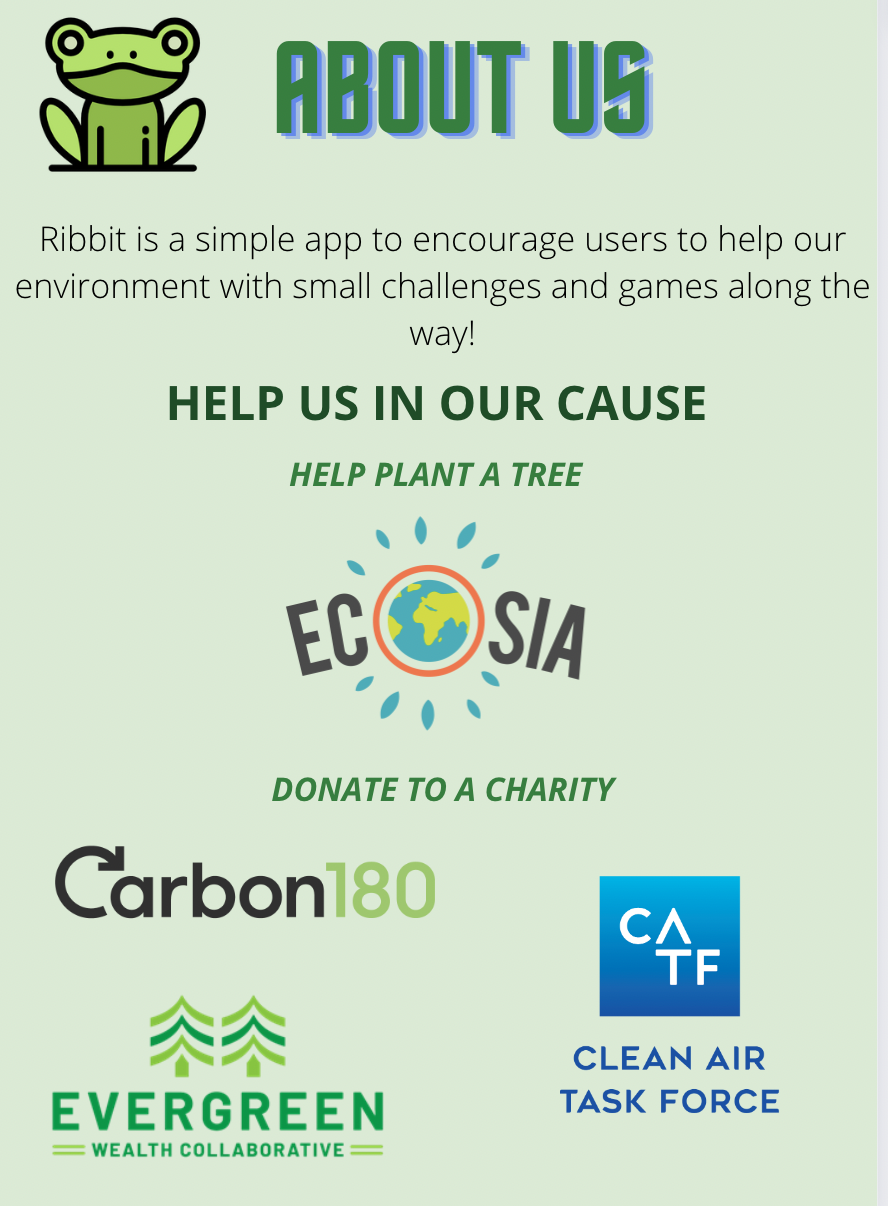 ABOUT US
Ribbit is a simple app to encourage users to help our
environment with small challenges and games along the
way!
HELP US IN OUR CAUSE
HELP PLANT A TREE
ECOSIA
DONATE TO A CHARITY
Carbon180
CATF
CLEAN AIR
TASK FORCE
EVERGREEN
WEALTH COLLABORATIVE